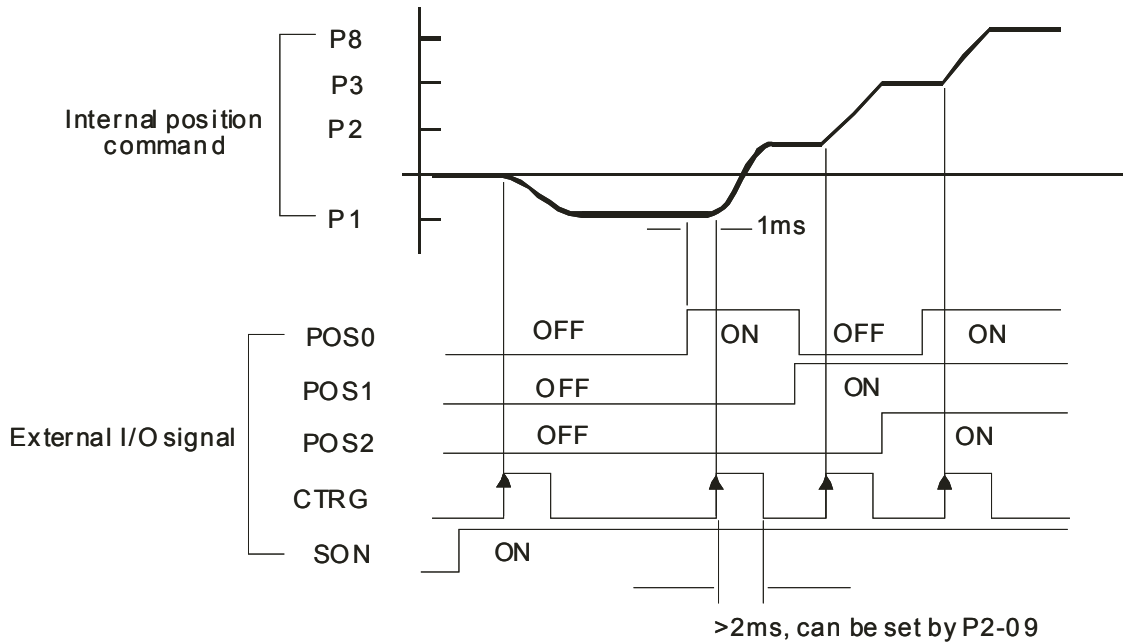 P8
P3
Internal position
command
P2
P1
1ms
POS0
OFF
ON
OFF
ON
POS1
OFF
ON
External I/O signal
POS2
OFF
ON
CTRG
SON
ON
>2ms, can be set by P2-09